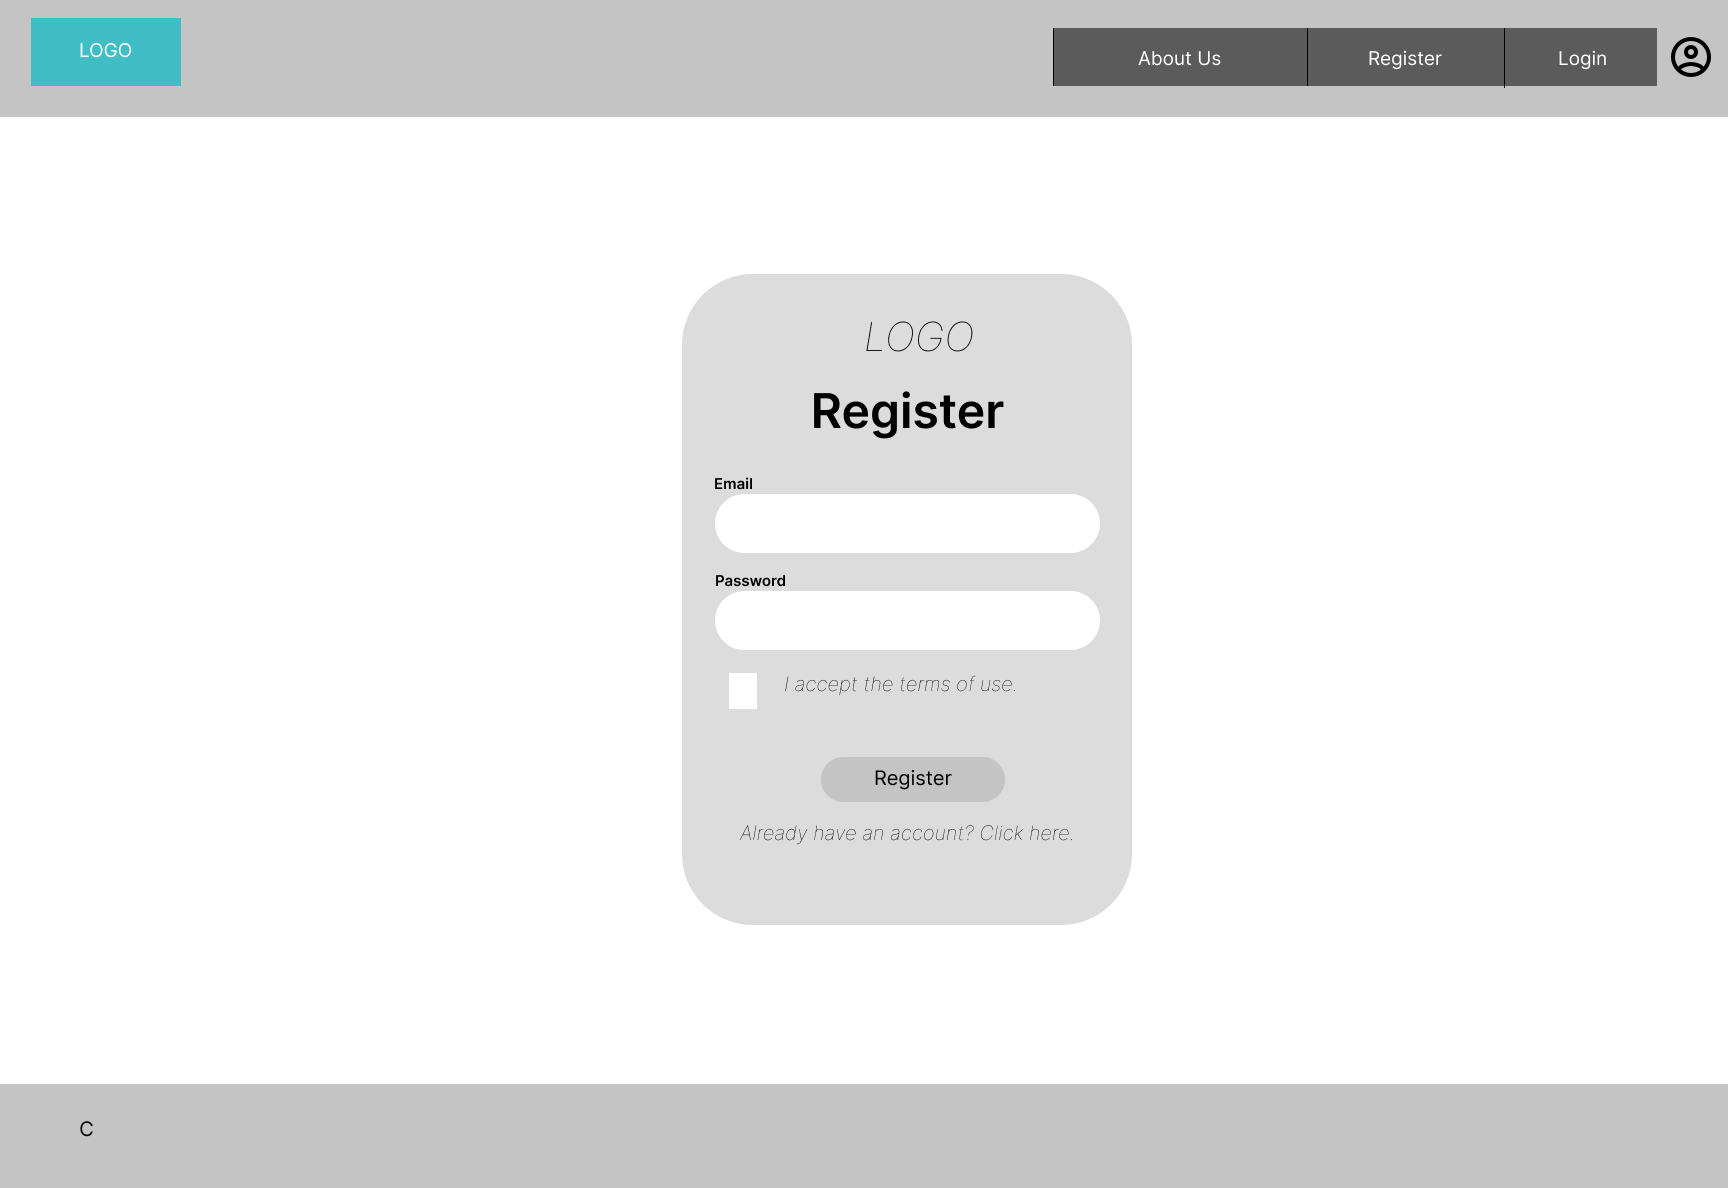 LOGO
About Us
Register
Login
LOGO
Register
Email
Password
I accept the terms of use.
Register
Already have an account? Click here.
C